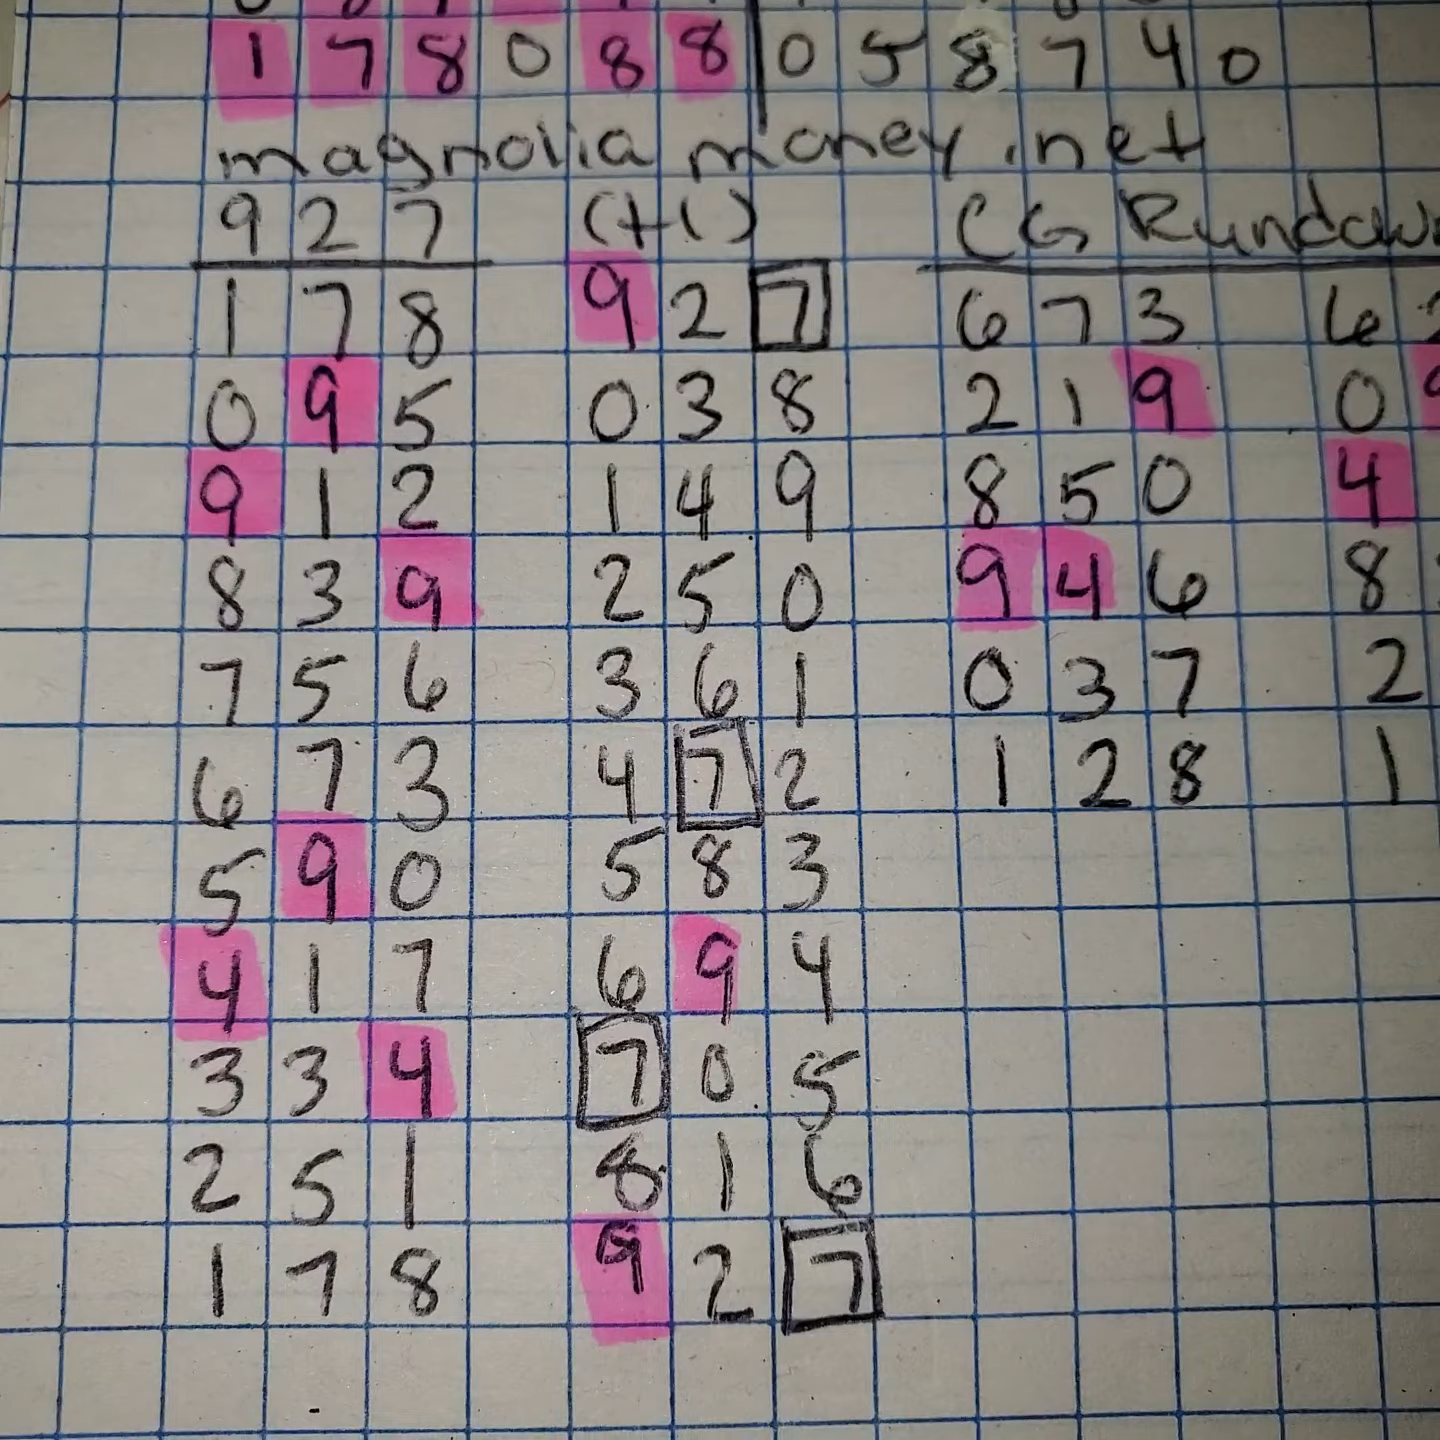 1 7 8 0 8 8 0 5 8 7 4 0
magnolia money.net
9 2 7 (+1) CG Rundown
1 7 8 9 2 7 6 7 3 6
0 9 5 0 3 8 2 1 9 0
9 1 2 1 4 9 8 5 0 4
8 3 9 2 5 0 9 4 6 8
7 5 6 3 6 1 0 3 7 2
6 7 3 4 7 2 1 2 8 1
5 9 0 5 8 3
4 1 7 6 9 4
3 3 4 7 0 5
2 5 1 8 1 6
1 7 8 9 2 7